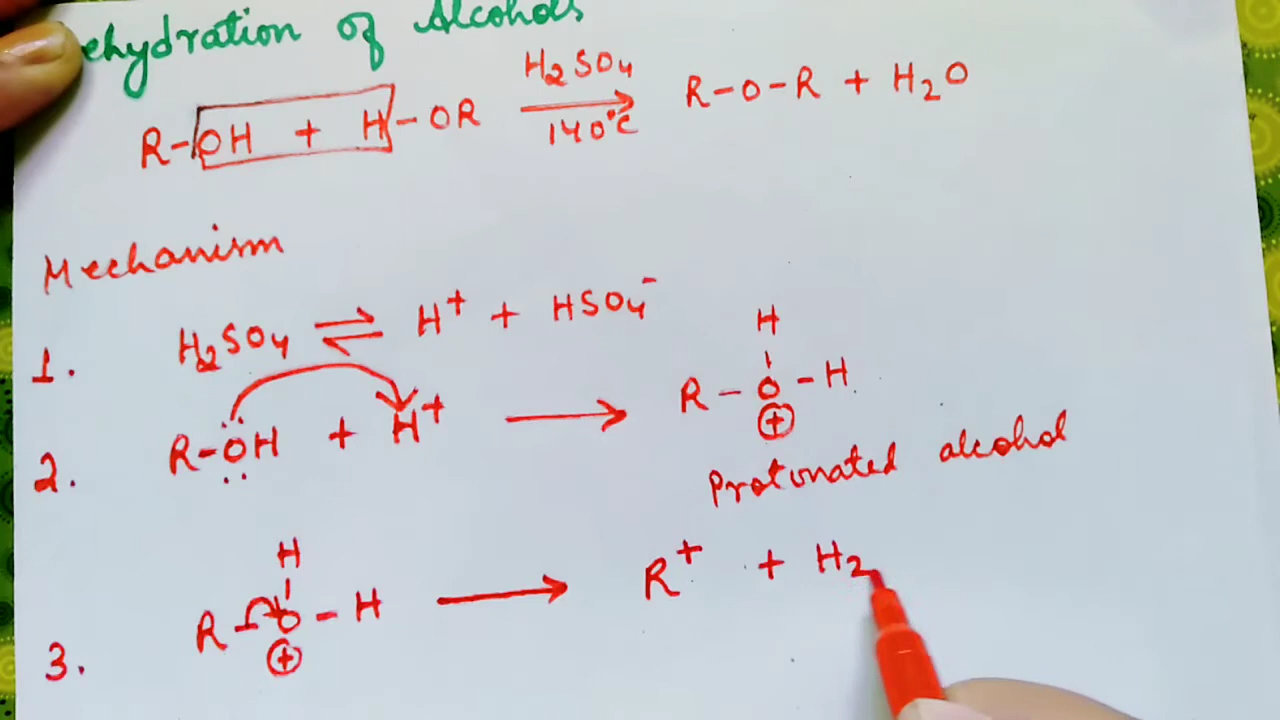 ehydration of Alcohols
R-OH + H-OR H₂SO₄ 140°C R-O-R + H₂O
Mechanism
1. H₂SO₄ ⇌ H⁺ + HSO₄⁻
H
2. R-ÖH + H⁺ → R-O-H
⊕
Protonated alcohol
H
3. R-O-H → R⁺ + H₂
⊕